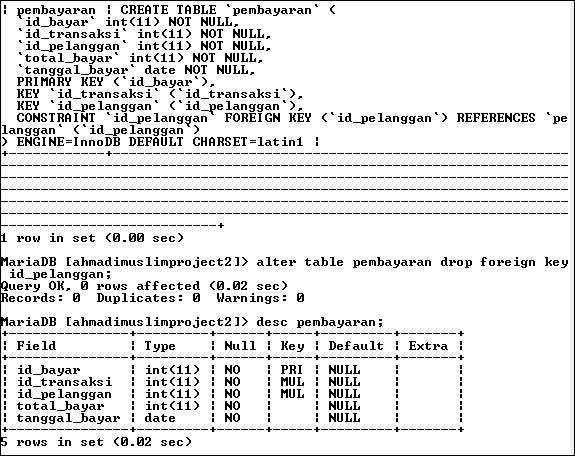 | pembayaran | CREATE TABLE `pembayaran` (
  `id_bayar` int(11) NOT NULL,
  `id_transaksi` int(11) NOT NULL,
  `id_pelanggan` int(11) NOT NULL,
  `total_bayar` int(11) NOT NULL,
  `tanggal_bayar` date NOT NULL,
  PRIMARY KEY (`id_bayar`),
  KEY `id_transaksi` (`id_transaksi`),
  KEY `id_pelanggan` (`id_pelanggan`),
  CONSTRAINT `id_pelanggan` FOREIGN KEY (`id_pelanggan`) REFERENCES `pe
langgan` (`id_pelanggan`)
) ENGINE=InnoDB DEFAULT CHARSET=latin1 |
1 row in set (0.00 sec)
MariaDB [ahmadimuslimproject2]> alter table pembayaran drop foreign key
 id_pelanggan;
Query OK, 0 rows affected (0.02 sec)
Records: 0  Duplicates: 0  Warnings: 0
MariaDB [ahmadimuslimproject2]> desc pembayaran;
| Field         | Type    | Null | Key | Default | Extra |
| id_bayar      | int(11) | NO   | PRI | NULL    |       |
| id_transaksi  | int(11) | NO   | MUL | NULL    |       |
| id_pelanggan  | int(11) | NO   | MUL | NULL    |       |
| total_bayar   | int(11) | NO   |     | NULL    |       |
| tanggal_bayar | date    | NO   |     | NULL    |       |
5 rows in set (0.02 sec)